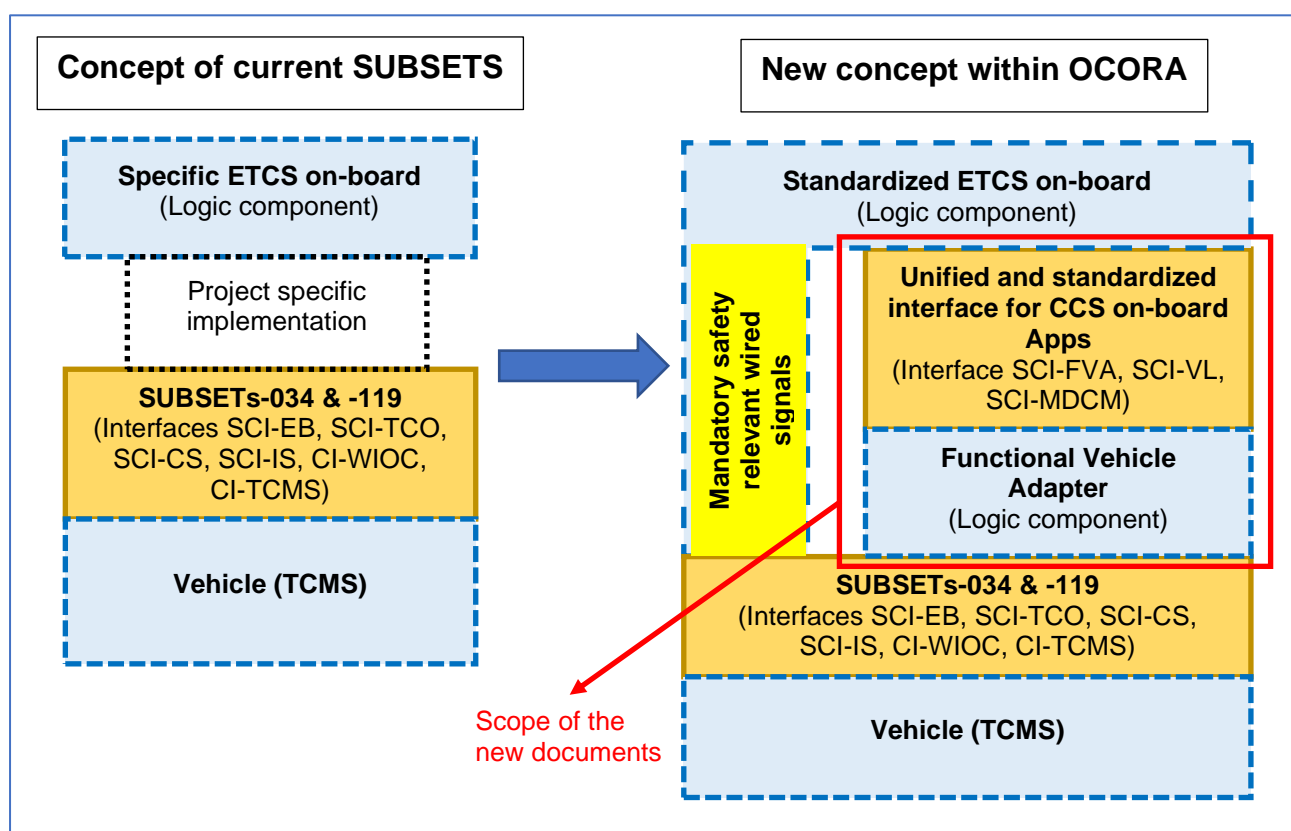 Concept of current SUBSETS
Specific ETCS on-board
(Logic component)
Project specific
implementation
SUBSETs-034 & -119
(Interfaces SCI-EB, SCI-TCO,
SCI-CS, SCI-IS, CI-WIOC,
CI-TCMS)
Vehicle (TCMS)
New concept within OCORA
Standardized ETCS on-board
(Logic component)
Mandatory safety
relevant wired
signals
Unified and standardized
interface for CCS on-board
Apps
(Interface SCI-FVA, SCI-VL,
SCI-MDCM)
Functional Vehicle
Adapter
(Logic component)
SUBSETs-034 & -119
(Interfaces SCI-EB, SCI-TCO, SCI-CS,
SCI-IS, CI-WIOC, CI-TCMS)
Vehicle (TCMS)
Scope of the
new documents